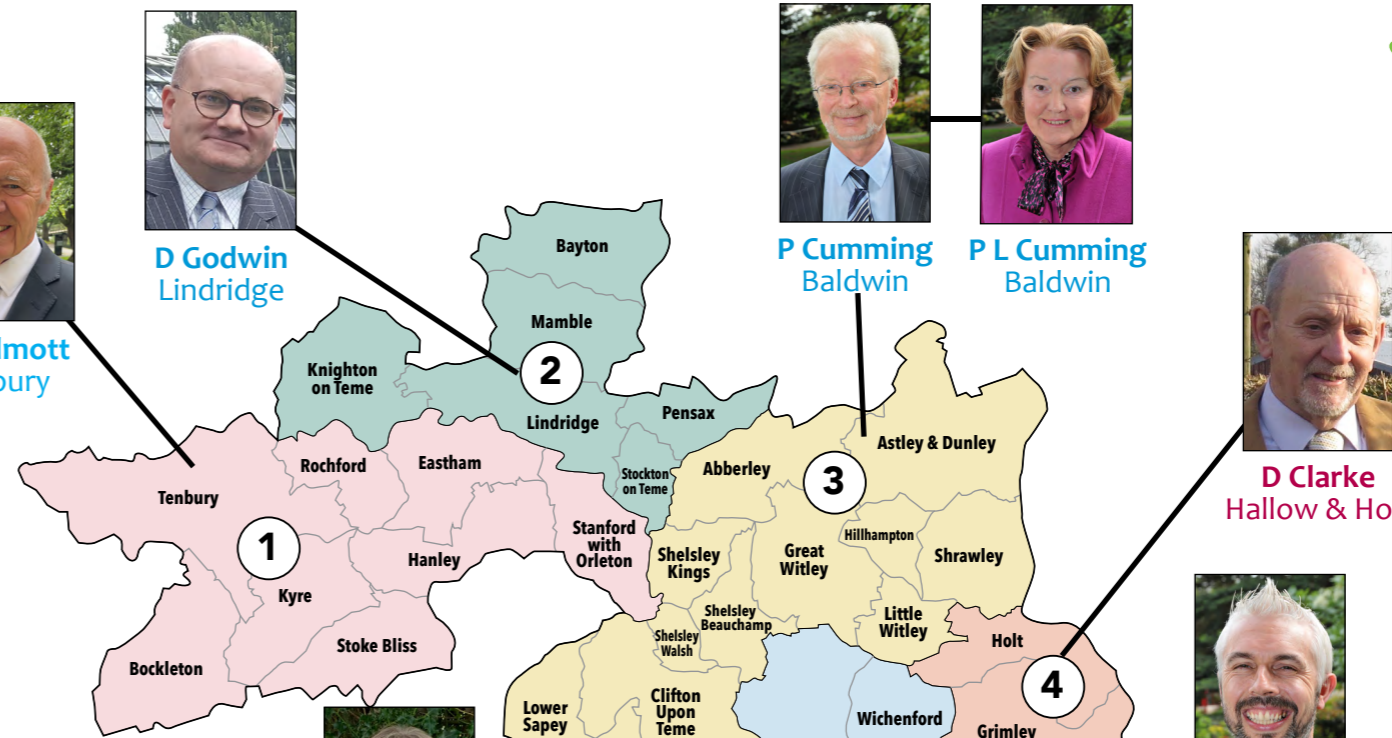 D Godwin
Lindridge
P Cumming
Baldwin
P L Cumming
Baldwin
D Clarke
Hallow & Ho
lmott
bury
Bayton
Mamble
2
Knighton
on Teme
Lindridge
Pensax
Stockton
on Teme
Rochford
Eastham
Tenbury
1
Kyre
Hanley
Stanford
with
Orleton
Stoke Bliss
Bockleton
Abberley
3
Astley & Dunley
Shelsley
Kings
Great
Witley
Hillhampton
Shrawley
Shelsley
Beauchamp
Shelsley
Walsh
Little
Witley
Holt
4
Lower
Sapey
Clifton
Upon
Teme
Wichenford
Grimley